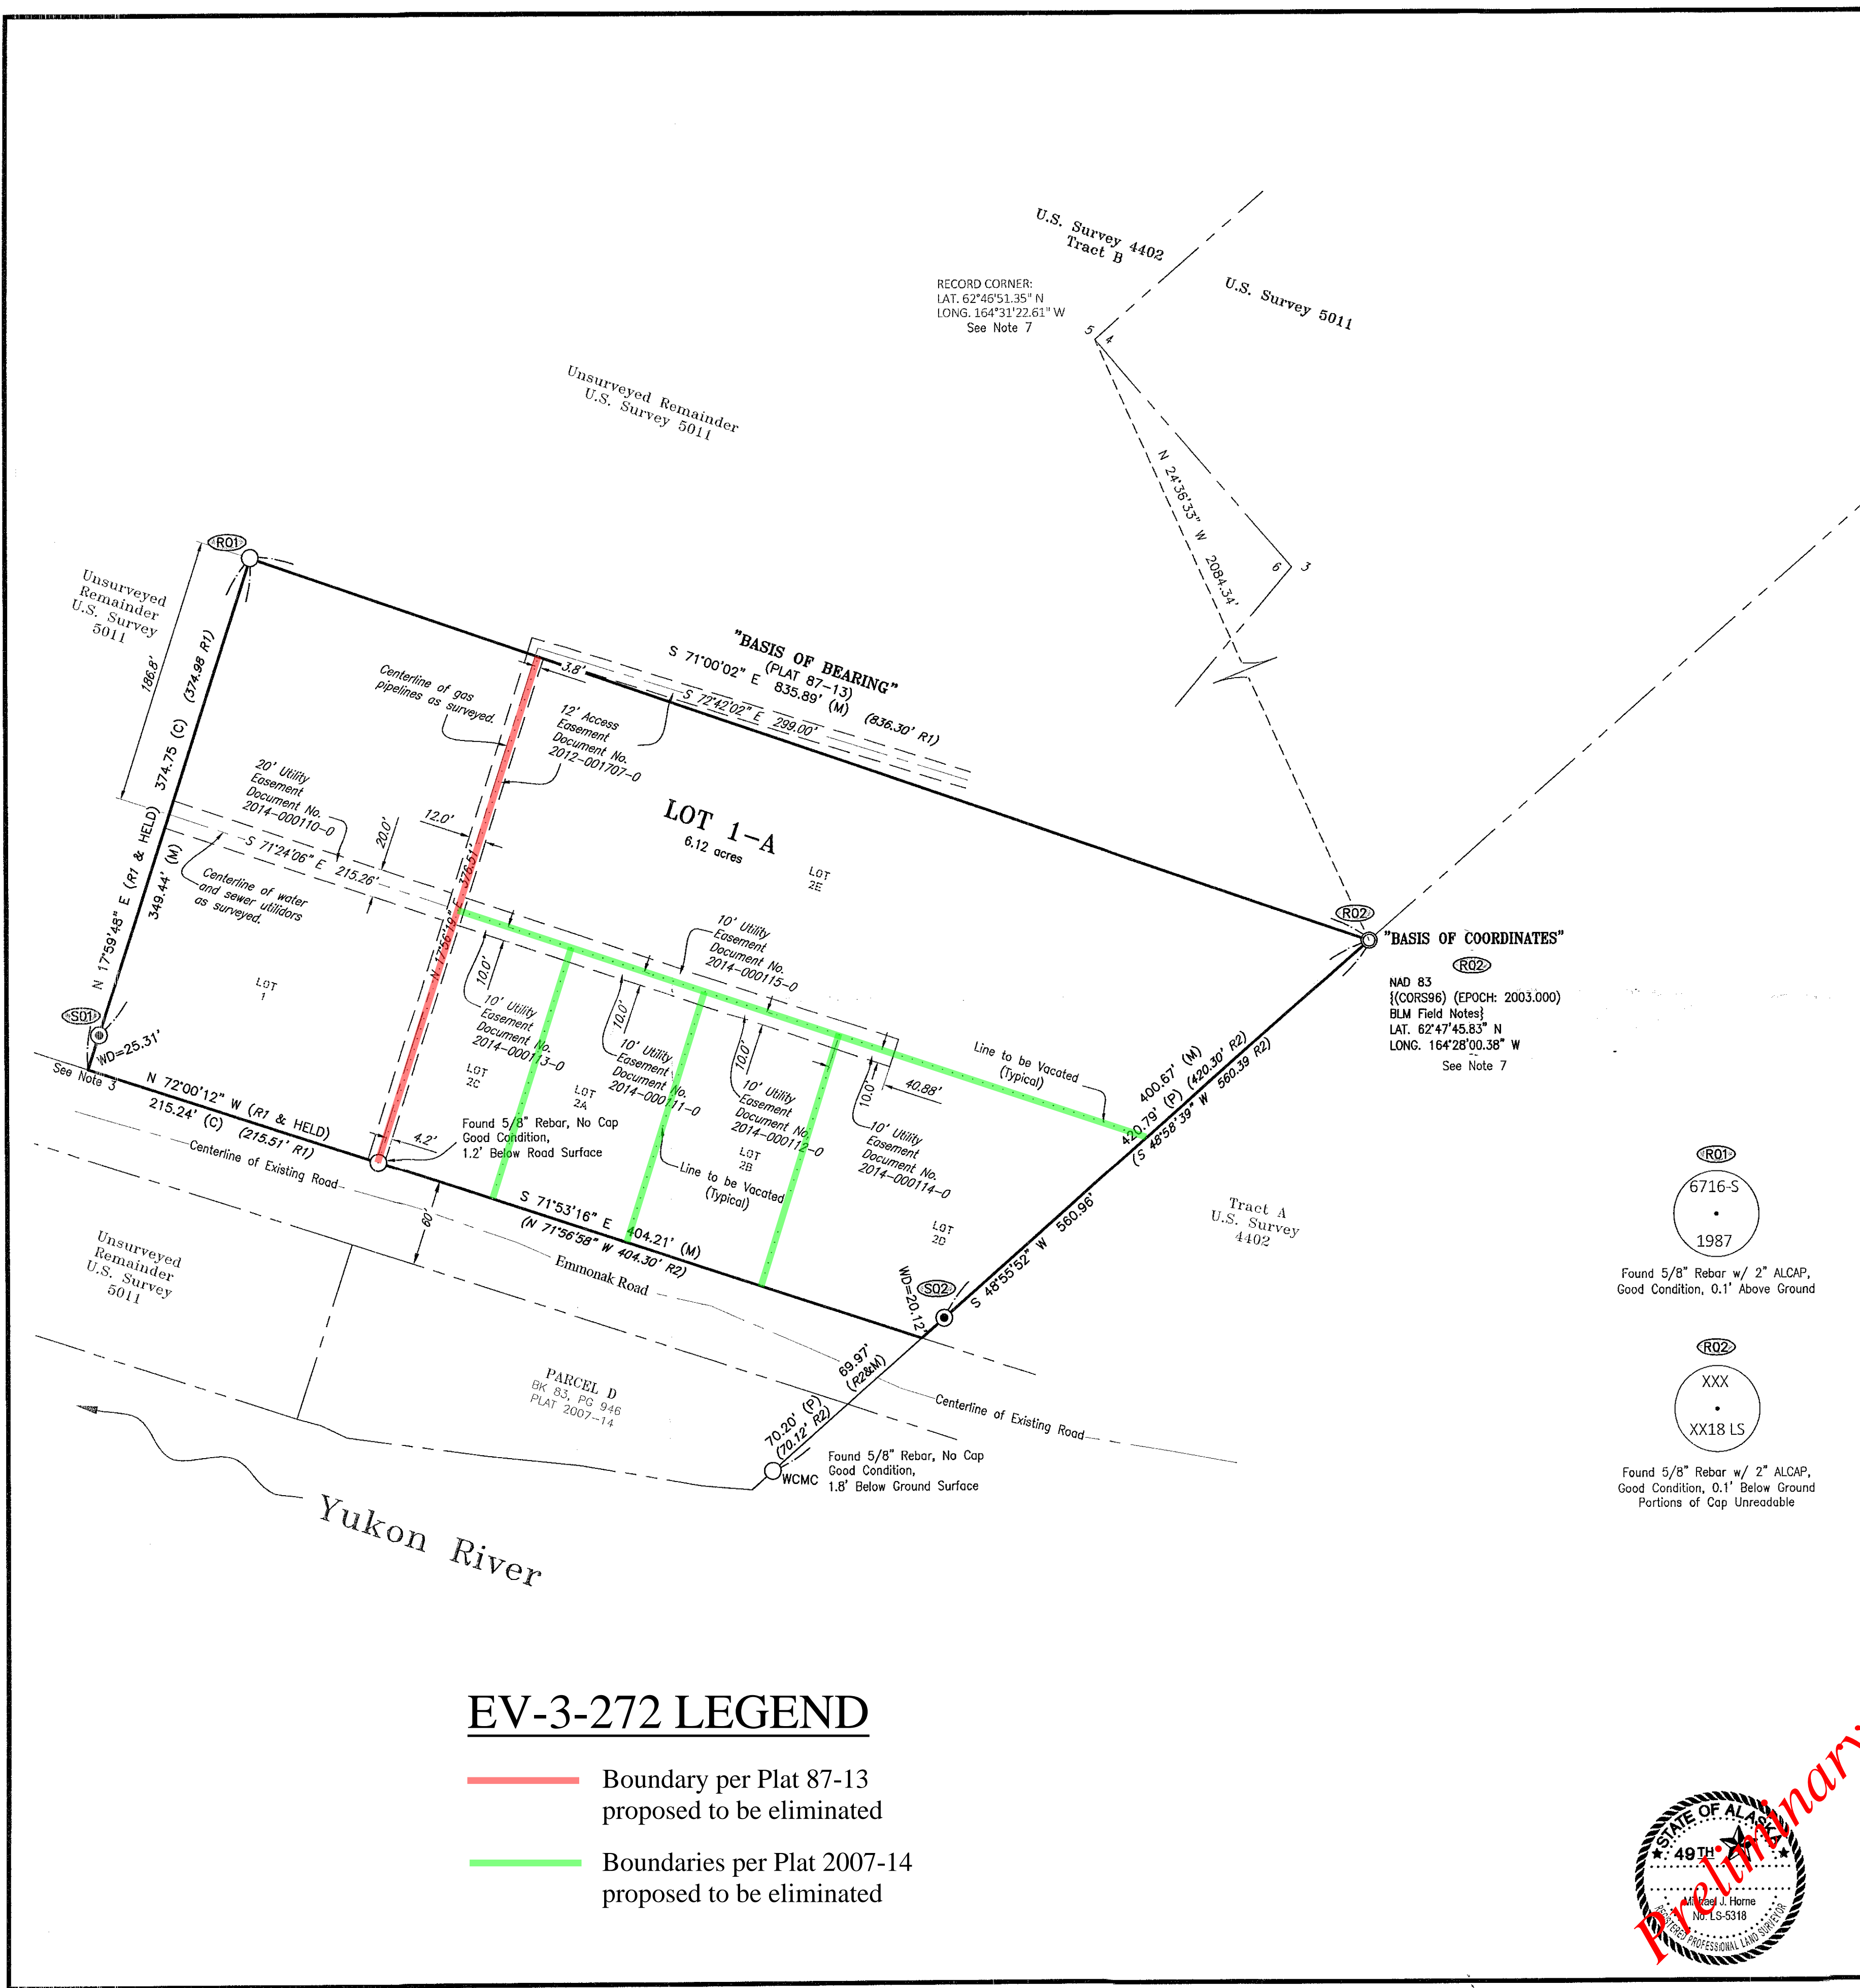 U.S. Survey 4402
Tract B
U.S. Survey 5011
RECORD CORNER:
LAT. 62°46'51.35" N
LONG. 164°31'22.61" W
See Note 7
5
4
Unsurveyed Remainder
U.S. Survey 5011
N 24°36'33" W 2084.34'
6
3
R01
Unsurveyed
Remainder
U.S. Survey
5011
186.8'
N 17°59'48" E (R1 & HELD) 374.75 (C) (374.98 R1)
349.44' (M)
"BASIS OF BEARING"
(PLAT 87-13)
S 71°00'02" E 835.89' (M) (836.30' R1)
S 72°42'02" E 299.00'
3.8'
Centerline of gas
pipelines as surveyed.
12' Access
Easement
Document No.
2012-001707-0
20' Utility
Easement
Document No.
2014-000110-0
20.0'
12.0'
S 71°24'06" E 215.26'
Centerline of water
and sewer utilidors
as surveyed.
N 17°56'19" E 376.51'
LOT 1-A
6.12 acres
LOT
2E
R02
"BASIS OF COORDINATES"
R02
NAD 83
{(CORS96) (EPOCH: 2003.000)
BLM Field Notes}
LAT. 62°47'45.83" N
LONG. 164°28'00.38" W
See Note 7
10' Utility
Easement
Document No.
2014-000115-0
LOT
1
S01
WD=25.31'
See Note 3
N 72°00'12" W (R1 & HELD)
215.24' (C) (215.51' R1)
Centerline of Existing Road
10.0'
10' Utility
Easement
Document No.
2014-000113-0
10.0'
10' Utility
Easement
Document No.
2014-000111-0
10.0'
10' Utility
Easement
Document No.
2014-000112-0
10.0'
40.88'
10' Utility
Easement
Document No.
2014-000114-0
Line to be Vacated
(Typical)
400.67' (M)
420.79' (P) (420.30' R2)
(S 48°58'39" W 560.39 R2)
LOT
2C
LOT
2A
LOT
2B
LOT
2D
4.2'
Found 5/8" Rebar, No Cap
Good Condition,
1.2' Below Road Surface
Line to be Vacated
(Typical)
60'
S 71°53'16" E 404.21' (M)
(N 71°56'58" W 404.30' R2)
Emmonak Road
S 48°55'52" W 560.96'
S02
WD=20.12'
Tract A
U.S. Survey
4402
R01
6716-S
1987
Found 5/8" Rebar w/ 2" ALCAP,
Good Condition, 0.1' Above Ground
R02
XXX
XX18 LS
Found 5/8" Rebar w/ 2" ALCAP,
Good Condition, 0.1' Below Ground
Portions of Cap Unreadable
Unsurveyed
Remainder
U.S. Survey
5011
PARCEL D
BK 83, PG 946
PLAT 2007-14
69.97'
(R2&M)
70.20' (P)
(70.12' R2)
Centerline of Existing Road
WCMC
Found 5/8" Rebar, No Cap
Good Condition,
1.8' Below Ground Surface
Yukon River
EV-3-272 LEGEND
Boundary per Plat 87-13
proposed to be eliminated
Boundaries per Plat 2007-14
proposed to be eliminated
STATE OF ALASKA
49TH
Michael J. Horne
No. LS-5318
REGISTERED PROFESSIONAL LAND SURVEYOR
Preliminary